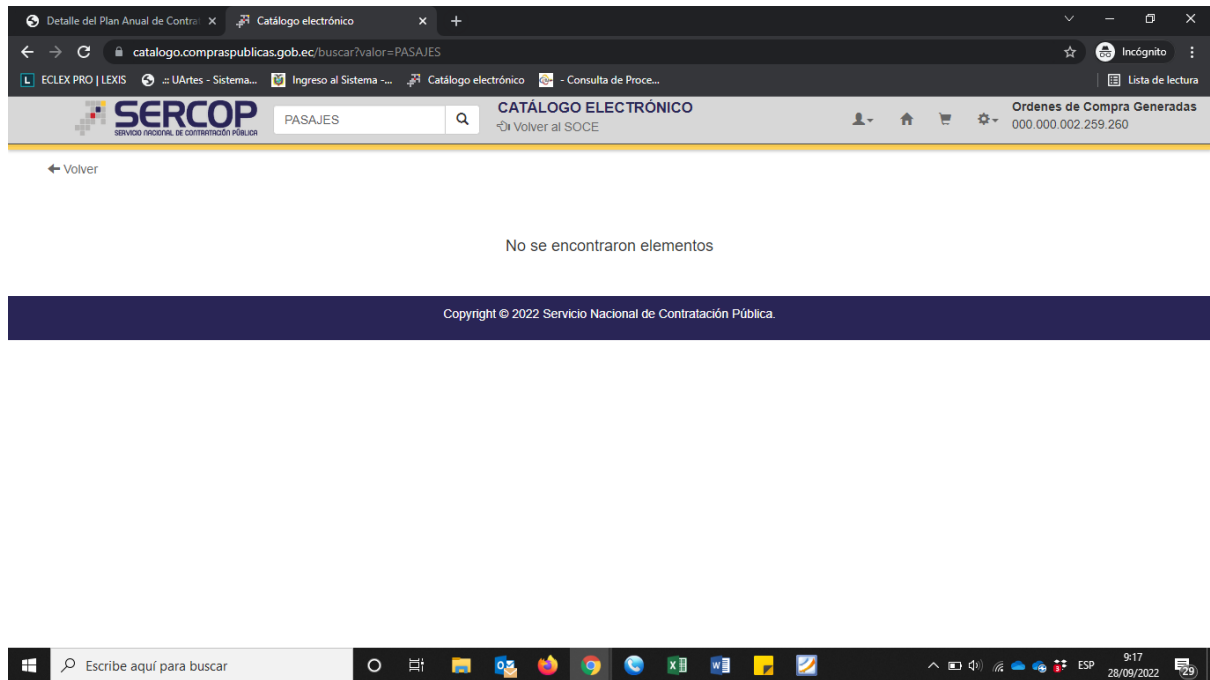 Detalle del Plan Anual de Contra
Catálogo electrónico
catalogo.compraspublicas.gob.ec/buscar?valor=PASAJES
Incógnito
ECLEX PRO | LEXIS
.:: UArtes - Sistema...
Ingreso al Sistema -...
Catálogo electrónico
- Consulta de Proce...
Lista de lectura
SERCOP
SERVICIO NACIONAL DE CONTRATACIÓN PÚBLICA
PASAJES
CATÁLOGO ELECTRÓNICO
Volver al SOCE
Ordenes de Compra Generadas
000.000.002.259.260
Volver
No se encontraron elementos
Copyright © 2022 Servicio Nacional de Contratación Pública.
Escribe aquí para buscar
ESP
9:17
28/09/2022
29